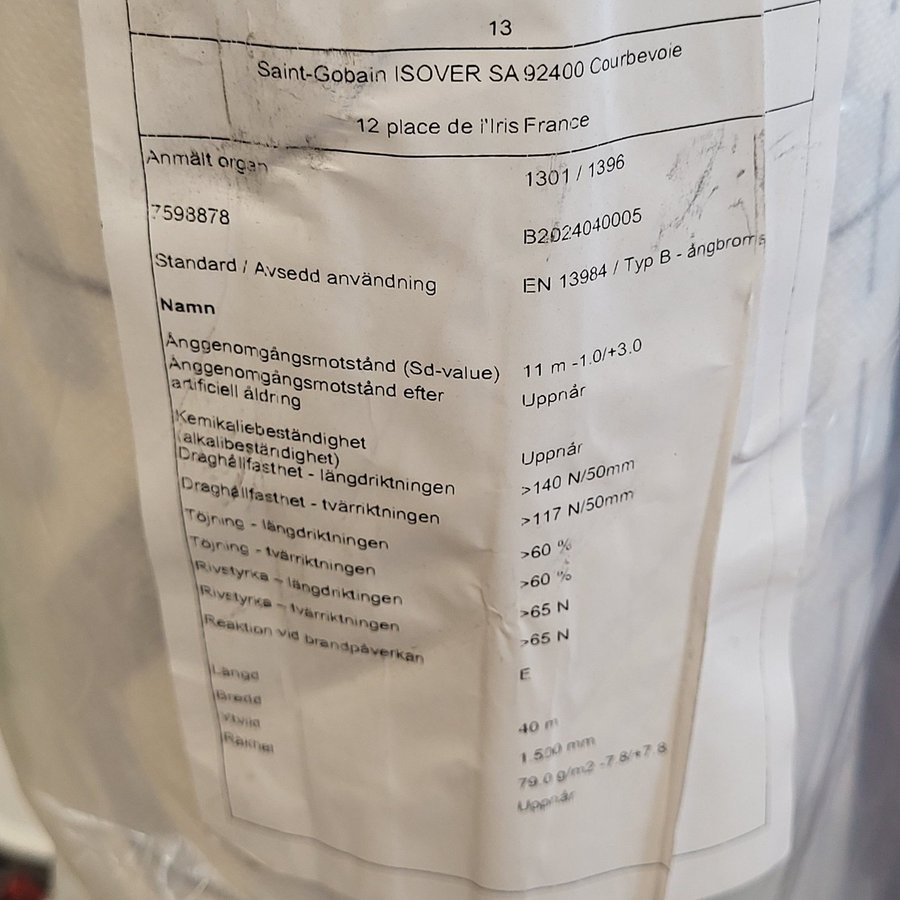 13
Saint-Gobain ISOVER SA 92400 Courbevoie
12 place de l'Iris France
Anmält organ 1301 / 1396
7598878 B2024040005
Standard / Avsedd användning EN 13984 / Typ B - ångbroms
Namn
Ånggenomgångsmotstånd (Sd-value) 11 m -1.0/+3.0
Ånggenomgångsmotstånd efter
artificiell åldring Uppnår
Kemikaliebeständighet
(alkalibeständighet) Uppnår
Draghållfasthet - längdriktningen >140 N/50mm
Draghållfasthet - tvärriktningen >117 N/50mm
Töjning - längdriktningen >60 %
Töjning - tvärriktningen >60 %
Rivstyrka – längdriktingen >65 N
Rivstyrka – tvärriktningen >65 N
Reaktion vid brandpåverkan E
Längd 40 m
Bredd 1.500 mm
Ytvikt 79.0 g/m2 -7.8/+7.8
Rakhet Uppnår